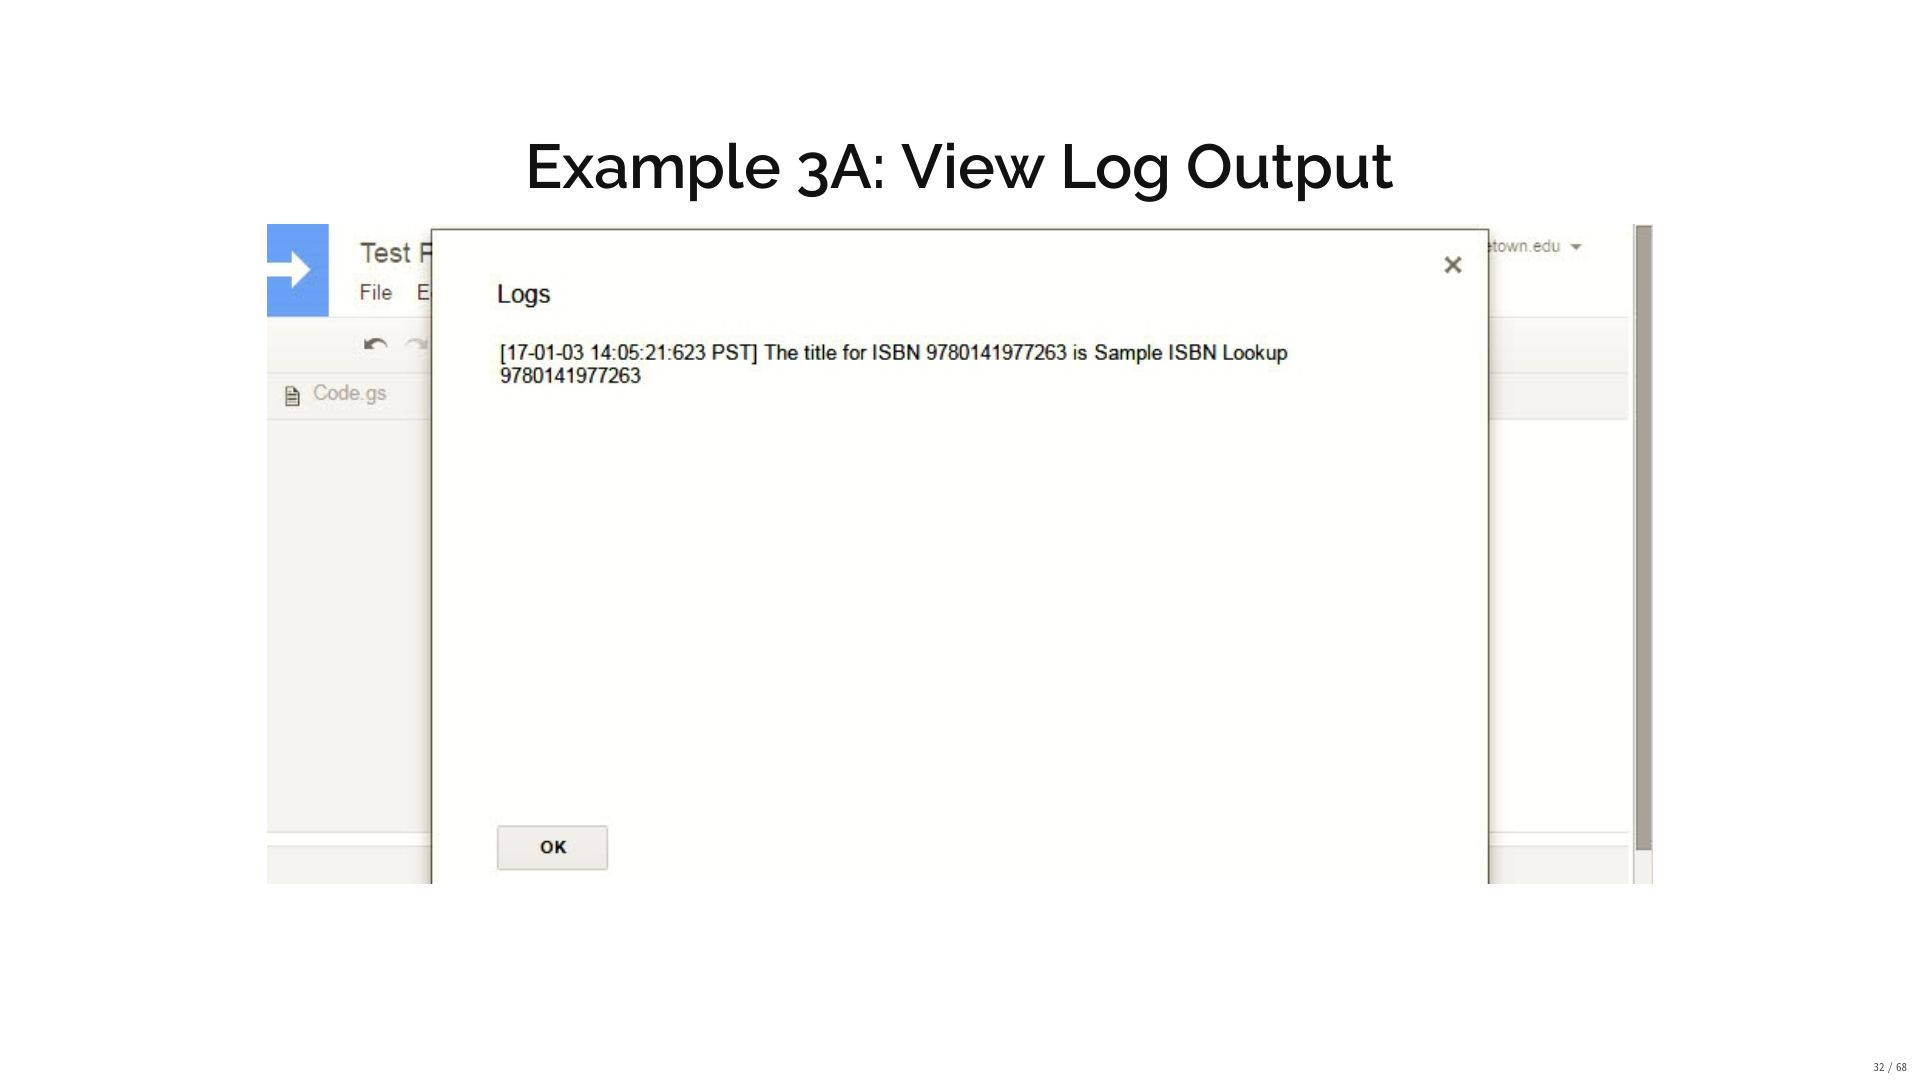 Example 3A: View Log Output
Test
etown.edu
File
Logs
[17-01-03 14:05:21:623 PST] The title for ISBN 9780141977263 is Sample ISBN Lookup
9780141977263
Code.gs
OK
32 / 68